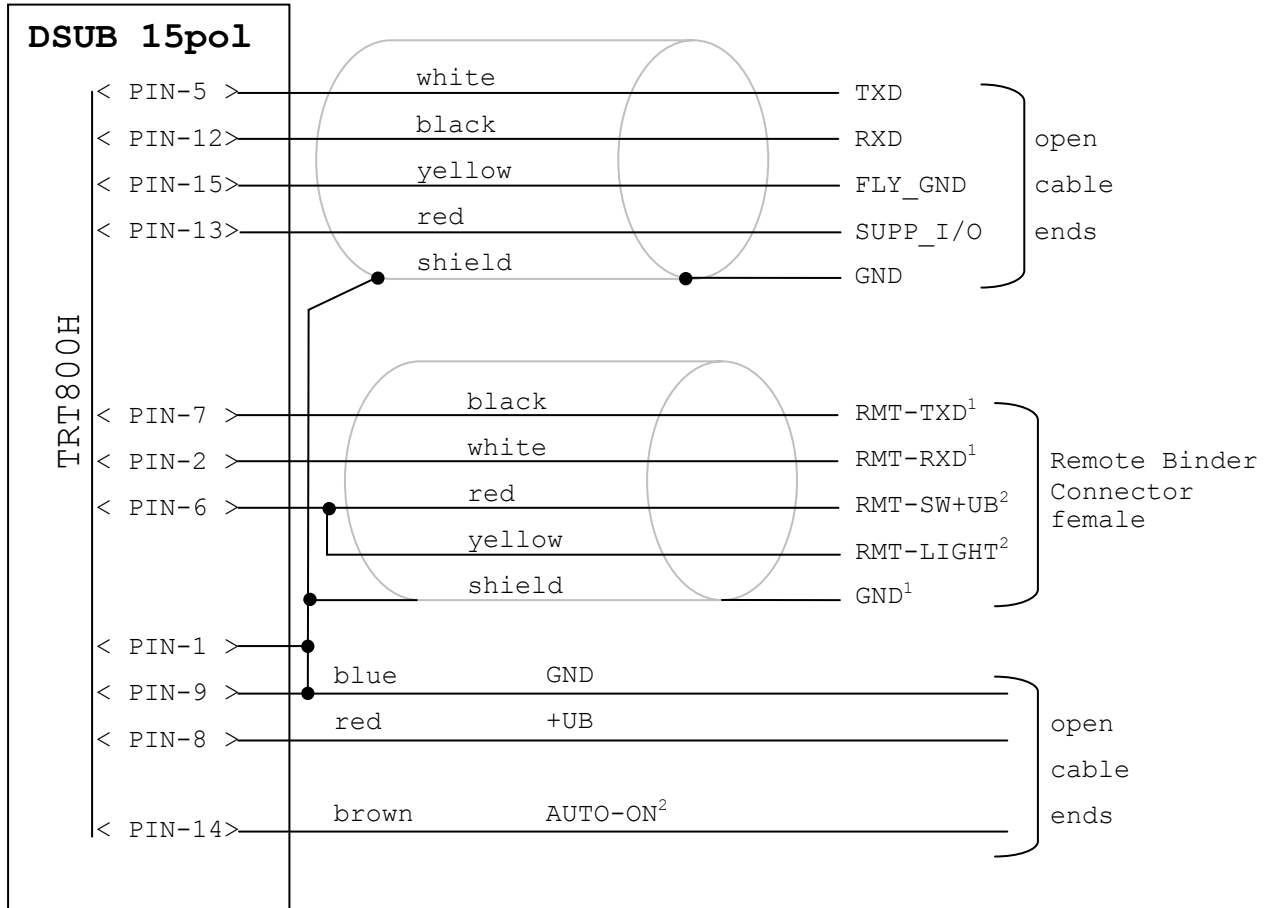 DSUB 15pol
TRT800H
< PIN-5 > white TXD
< PIN-12> black RXD
< PIN-15> yellow FLY_GND
< PIN-13> red SUPP_I/O
shield GND
open
cable
ends
< PIN-7 > black RMT-TXD¹
< PIN-2 > white RMT-RXD¹
< PIN-6 > red RMT-SW+UB²
yellow RMT-LIGHT²
shield GND¹
Remote Binder
Connector
female
< PIN-1 >
< PIN-9 > blue GND
< PIN-8 > red +UB
< PIN-14> brown AUTO-ON²
open
cable
ends